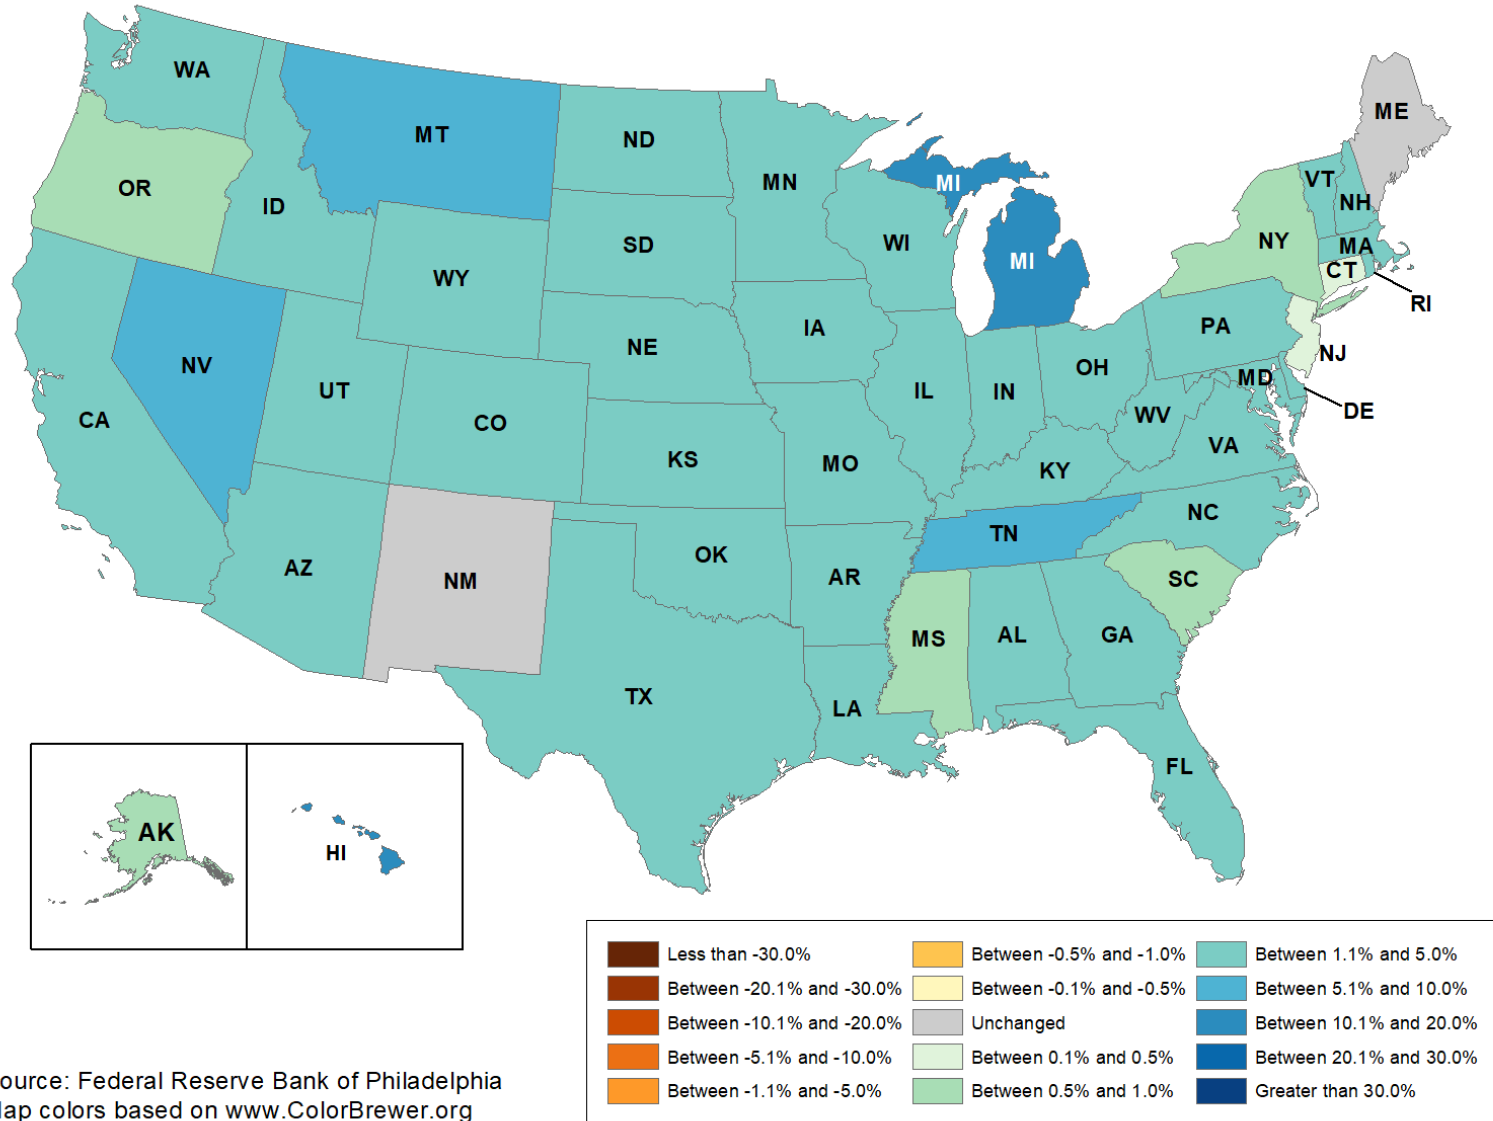 WA
MT
ND
MN
ME
OR
ID
SD
WI
MI
VT
NH
WY
MI
NY
MA
CT
RI
NV
NE
IA
PA
NJ
UT
CA
CO
IL
IN
OH
MD
DE
WV
VA
KS
MO
KY
NC
AZ
NM
OK
AR
TN
SC
MS
AL
GA
TX
LA
FL
AK
HI
Less than -30.0%
Between -20.1% and -30.0%
Between -10.1% and -20.0%
Between -5.1% and -10.0%
Between -1.1% and -5.0%
Between -0.5% and -1.0%
Between -0.1% and -0.5%
Unchanged
Between 0.1% and 0.5%
Between 0.5% and 1.0%
Between 1.1% and 5.0%
Between 5.1% and 10.0%
Between 10.1% and 20.0%
Between 20.1% and 30.0%
Greater than 30.0%
ource: Federal Reserve Bank of Philadelphia
ap colors based on www.ColorBrewer.org